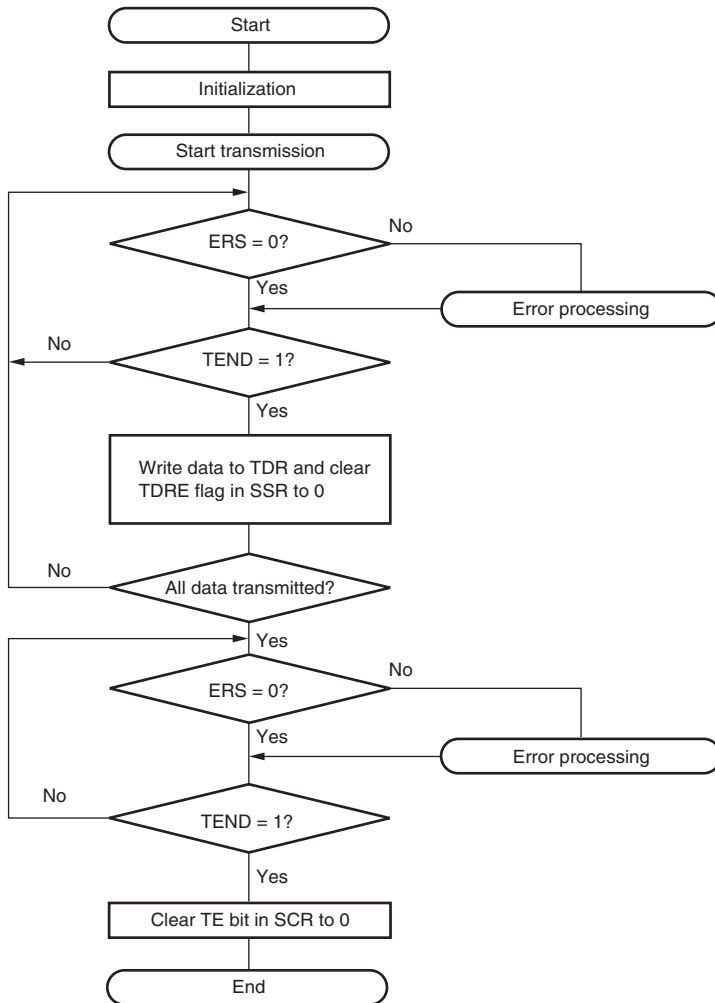 Start
Initialization
Start transmission
ERS = 0?
No
Yes
Error processing
No
TEND = 1?
Yes
Write data to TDR and clear
TDRE flag in SSR to 0
No
All data transmitted?
Yes
No
ERS = 0?
Yes
Error processing
No
TEND = 1?
Yes
Clear TE bit in SCR to 0
End